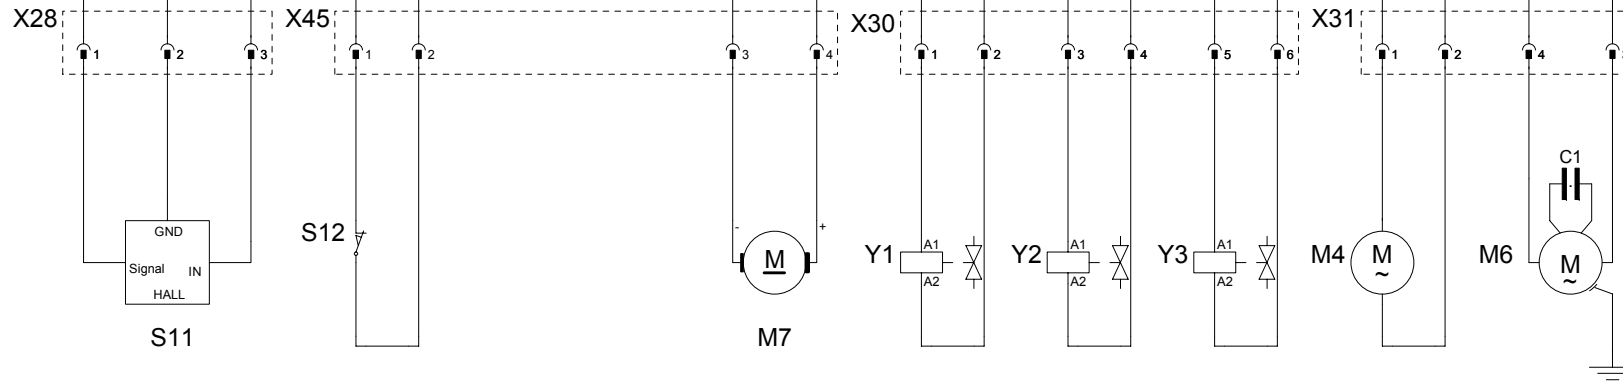 X28 X45 X30 X31
1 2 3 1 2 3 4 1 2 3 4 5 6 1 2 4
C1
- +
GND
S12
A1 A1 A1
Signal IN
Y1 Y2 Y3 M4 M6
M M ~ M ~
A2 A2 A2
HALL
S11 M7